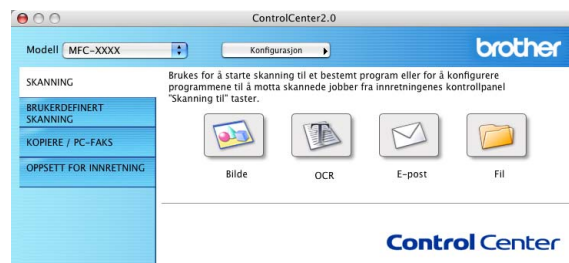 ControlCenter2.0
Modell MFC-XXXX Konfigurasjon brother
SKANNING
BRUKERDEFINERT
SKANNING
KOPIERE / PC-FAKS
OPPSETT FOR INNRETNING
Brukes for å starte skanning til et bestemt program eller for å konfigurere
programmene til å motta skannede jobber fra innretningenes kontrollpanel
"Skanning til" taster.
Bilde OCR E-post Fil
Control Center